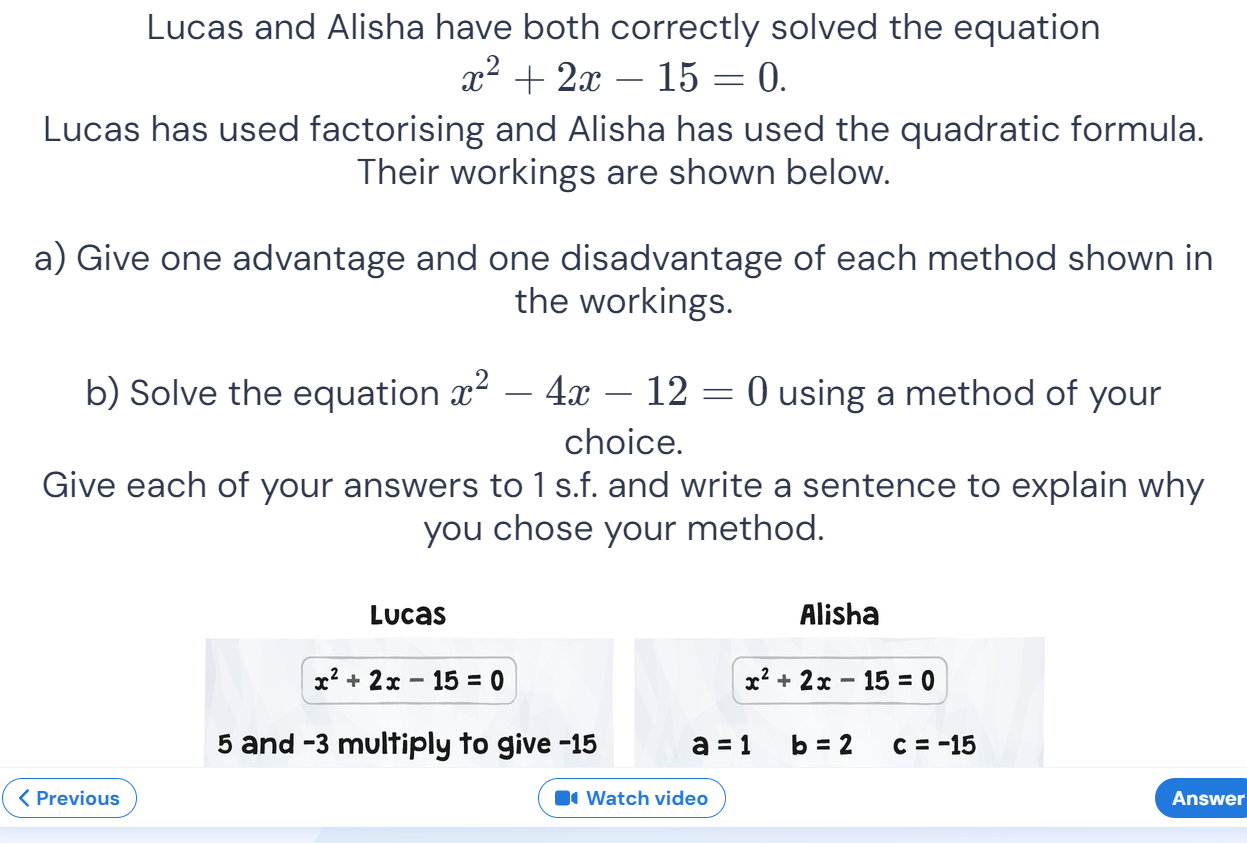 Lucas and Alisha have both correctly solved the equation
x² + 2x − 15 = 0.
Lucas has used factorising and Alisha has used the quadratic formula.
Their workings are shown below.
a) Give one advantage and one disadvantage of each method shown in
the workings.
b) Solve the equation x² − 4x − 12 = 0 using a method of your
choice.
Give each of your answers to 1 s.f. and write a sentence to explain why
you chose your method.
Lucas
Alisha
x² + 2x − 15 = 0
x² + 2x − 15 = 0
5 and -3 multiply to give -15
a = 1 b = 2 c = -15
Previous
Watch video
Answer